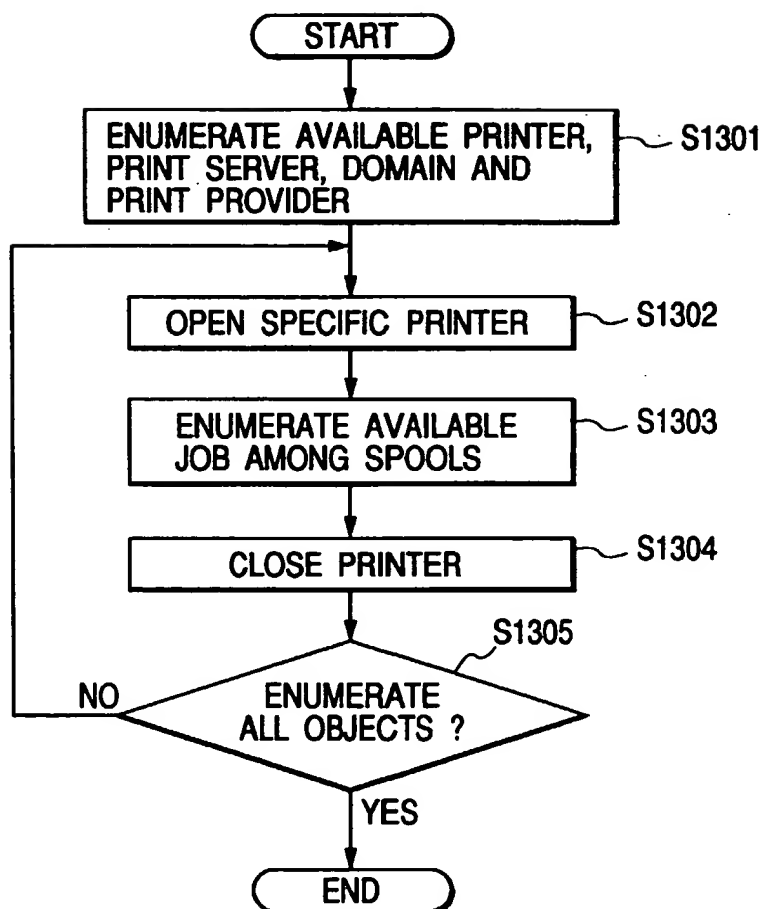 START
ENUMERATE AVAILABLE PRINTER,
PRINT SERVER, DOMAIN AND
PRINT PROVIDER
S1301
OPEN SPECIFIC PRINTER
S1302
ENUMERATE AVAILABLE
JOB AMONG SPOOLS
S1303
CLOSE PRINTER
S1304
S1305
ENUMERATE
ALL OBJECTS ?
NO
YES
END